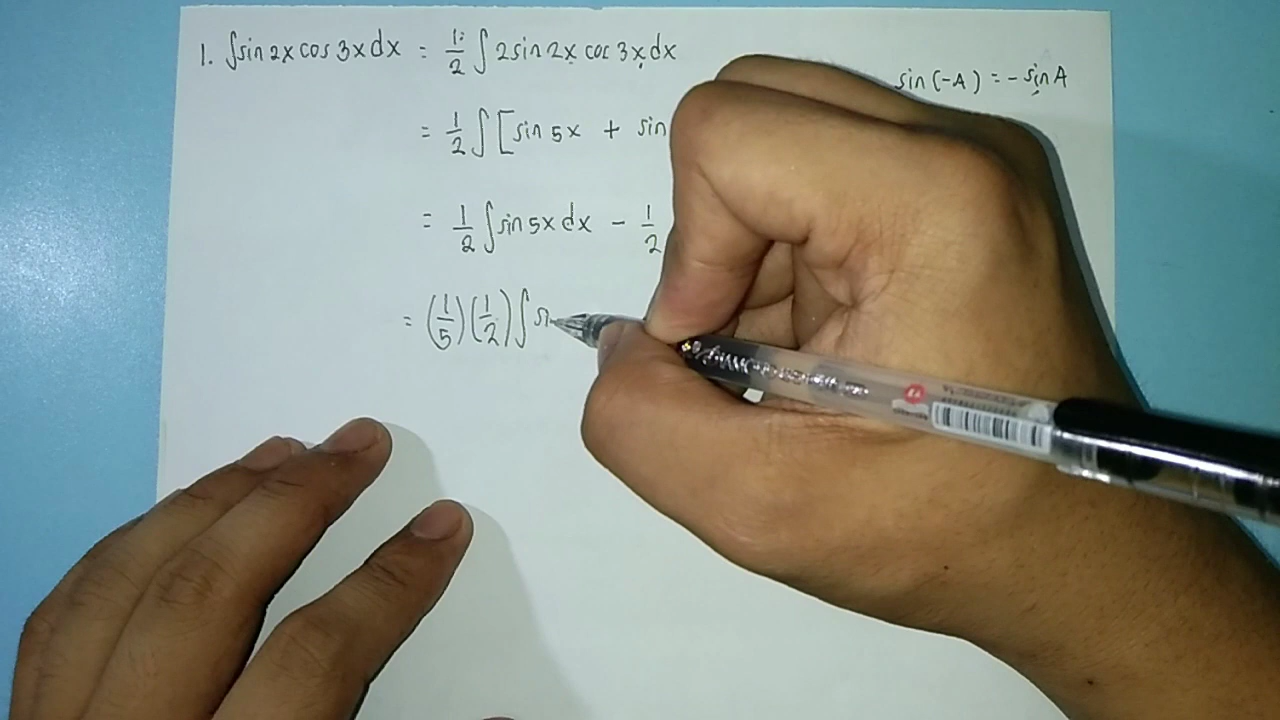 1. ∫sin 2x cos 3x dx = 1/2 ∫ 2 sin 2x cos 3x dx
sin (-A) = - sin A
= 1/2 ∫ [sin 5x + sin
= 1/2 ∫ sin 5x dx - 1/2
= (1/5)(1/2) ∫ si